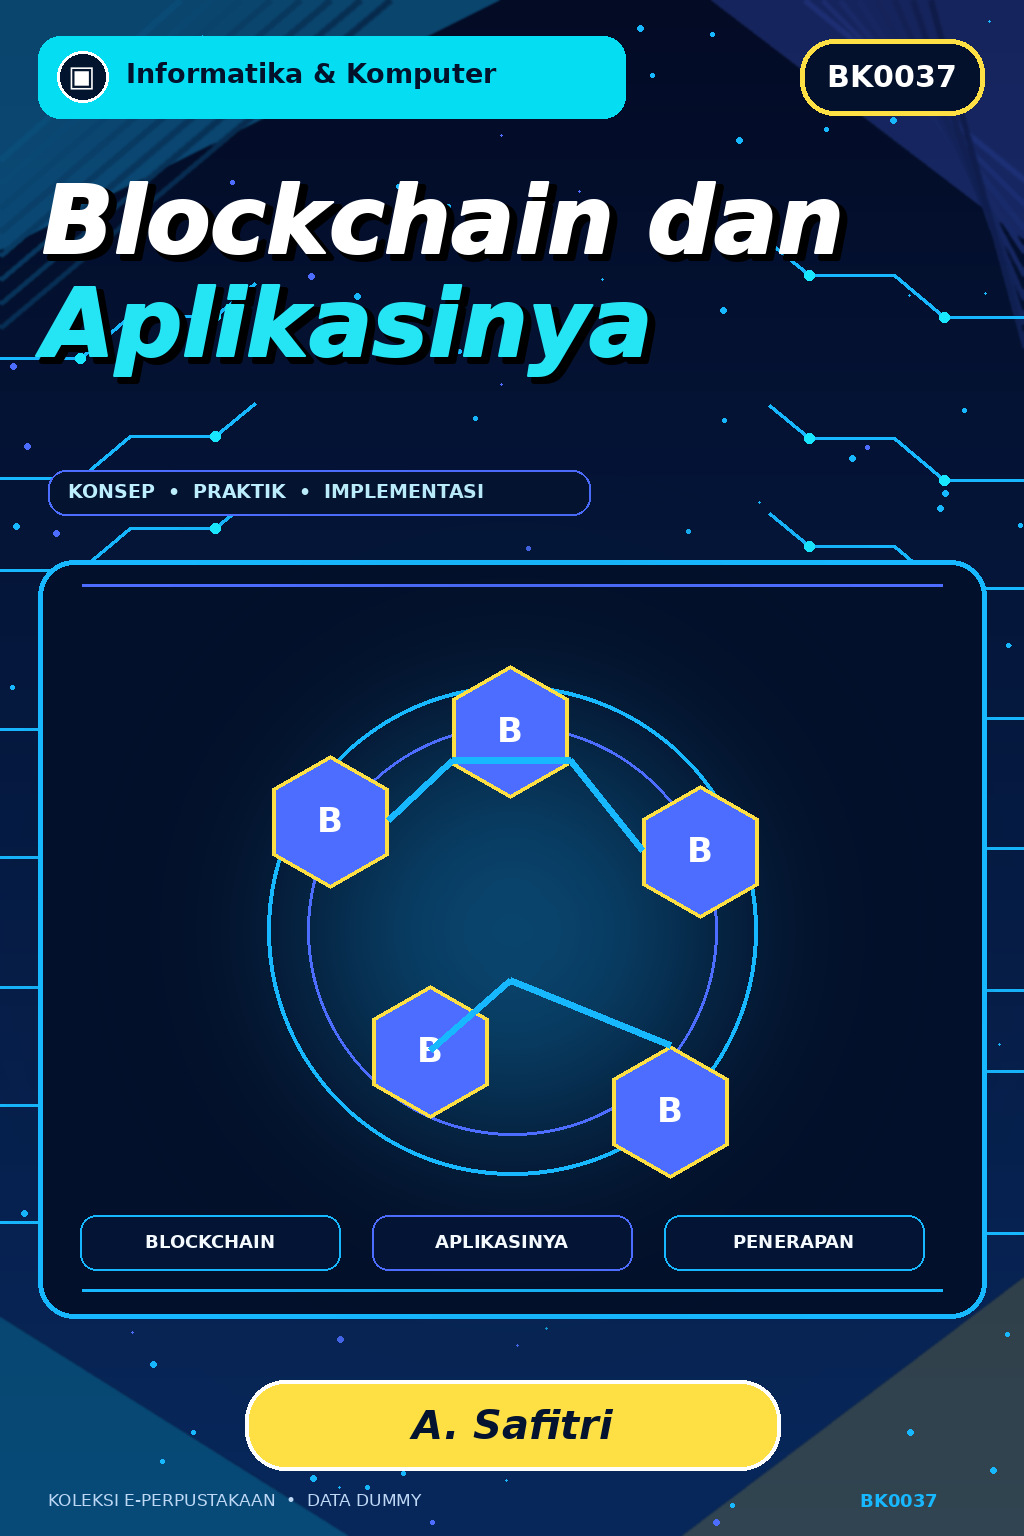 Informatika & Komputer
BK0037
Blockchain dan
Aplikasinya
KONSEP • PRAKTIK • IMPLEMENTASI
B
B
B
B
B
BLOCKCHAIN
APLIKASINYA
PENERAPAN
A. Safitri
KOLEKSI E-PERPUSTAKAAN • DATA DUMMY
BK0037